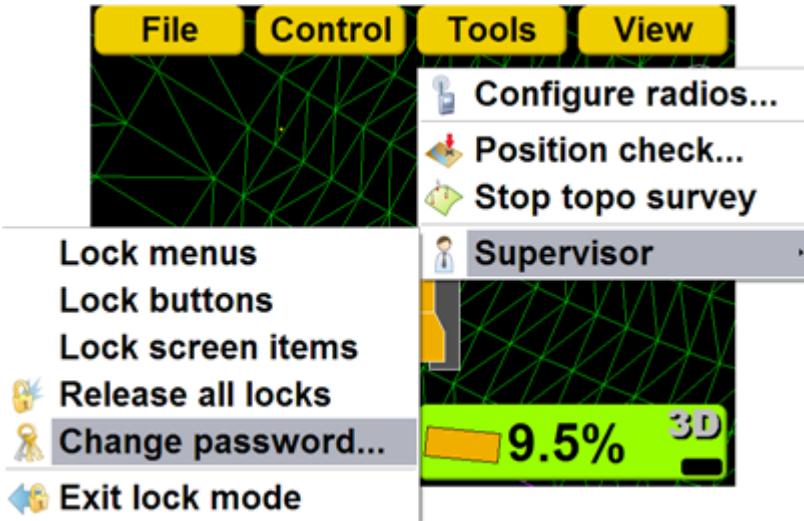 File Control Tools View
Configure radios...
Position check...
Stop topo survey
Supervisor
Lock menus
Lock buttons
Lock screen items
Release all locks
Change password...
Exit lock mode
9.5% 3D